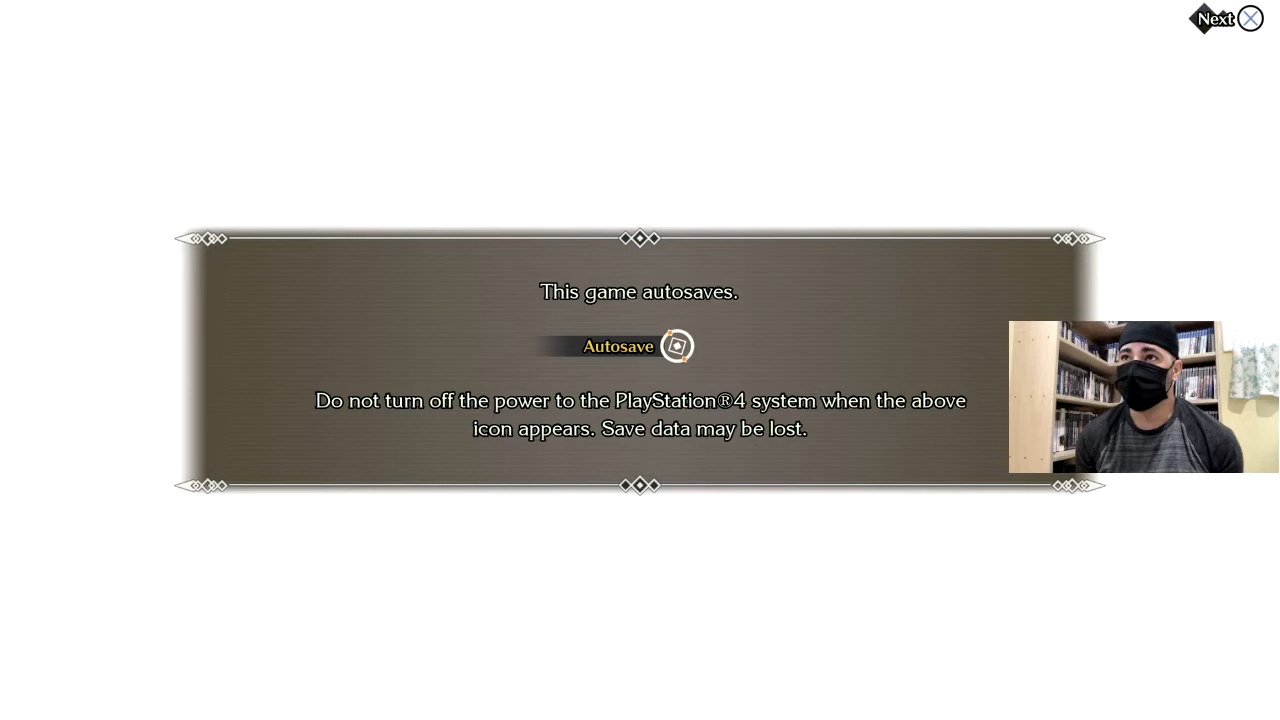 Next
This game autosaves.
Autosave
Do not turn off the power to the PlayStation®4 system when the above
icon appears. Save data may be lost.